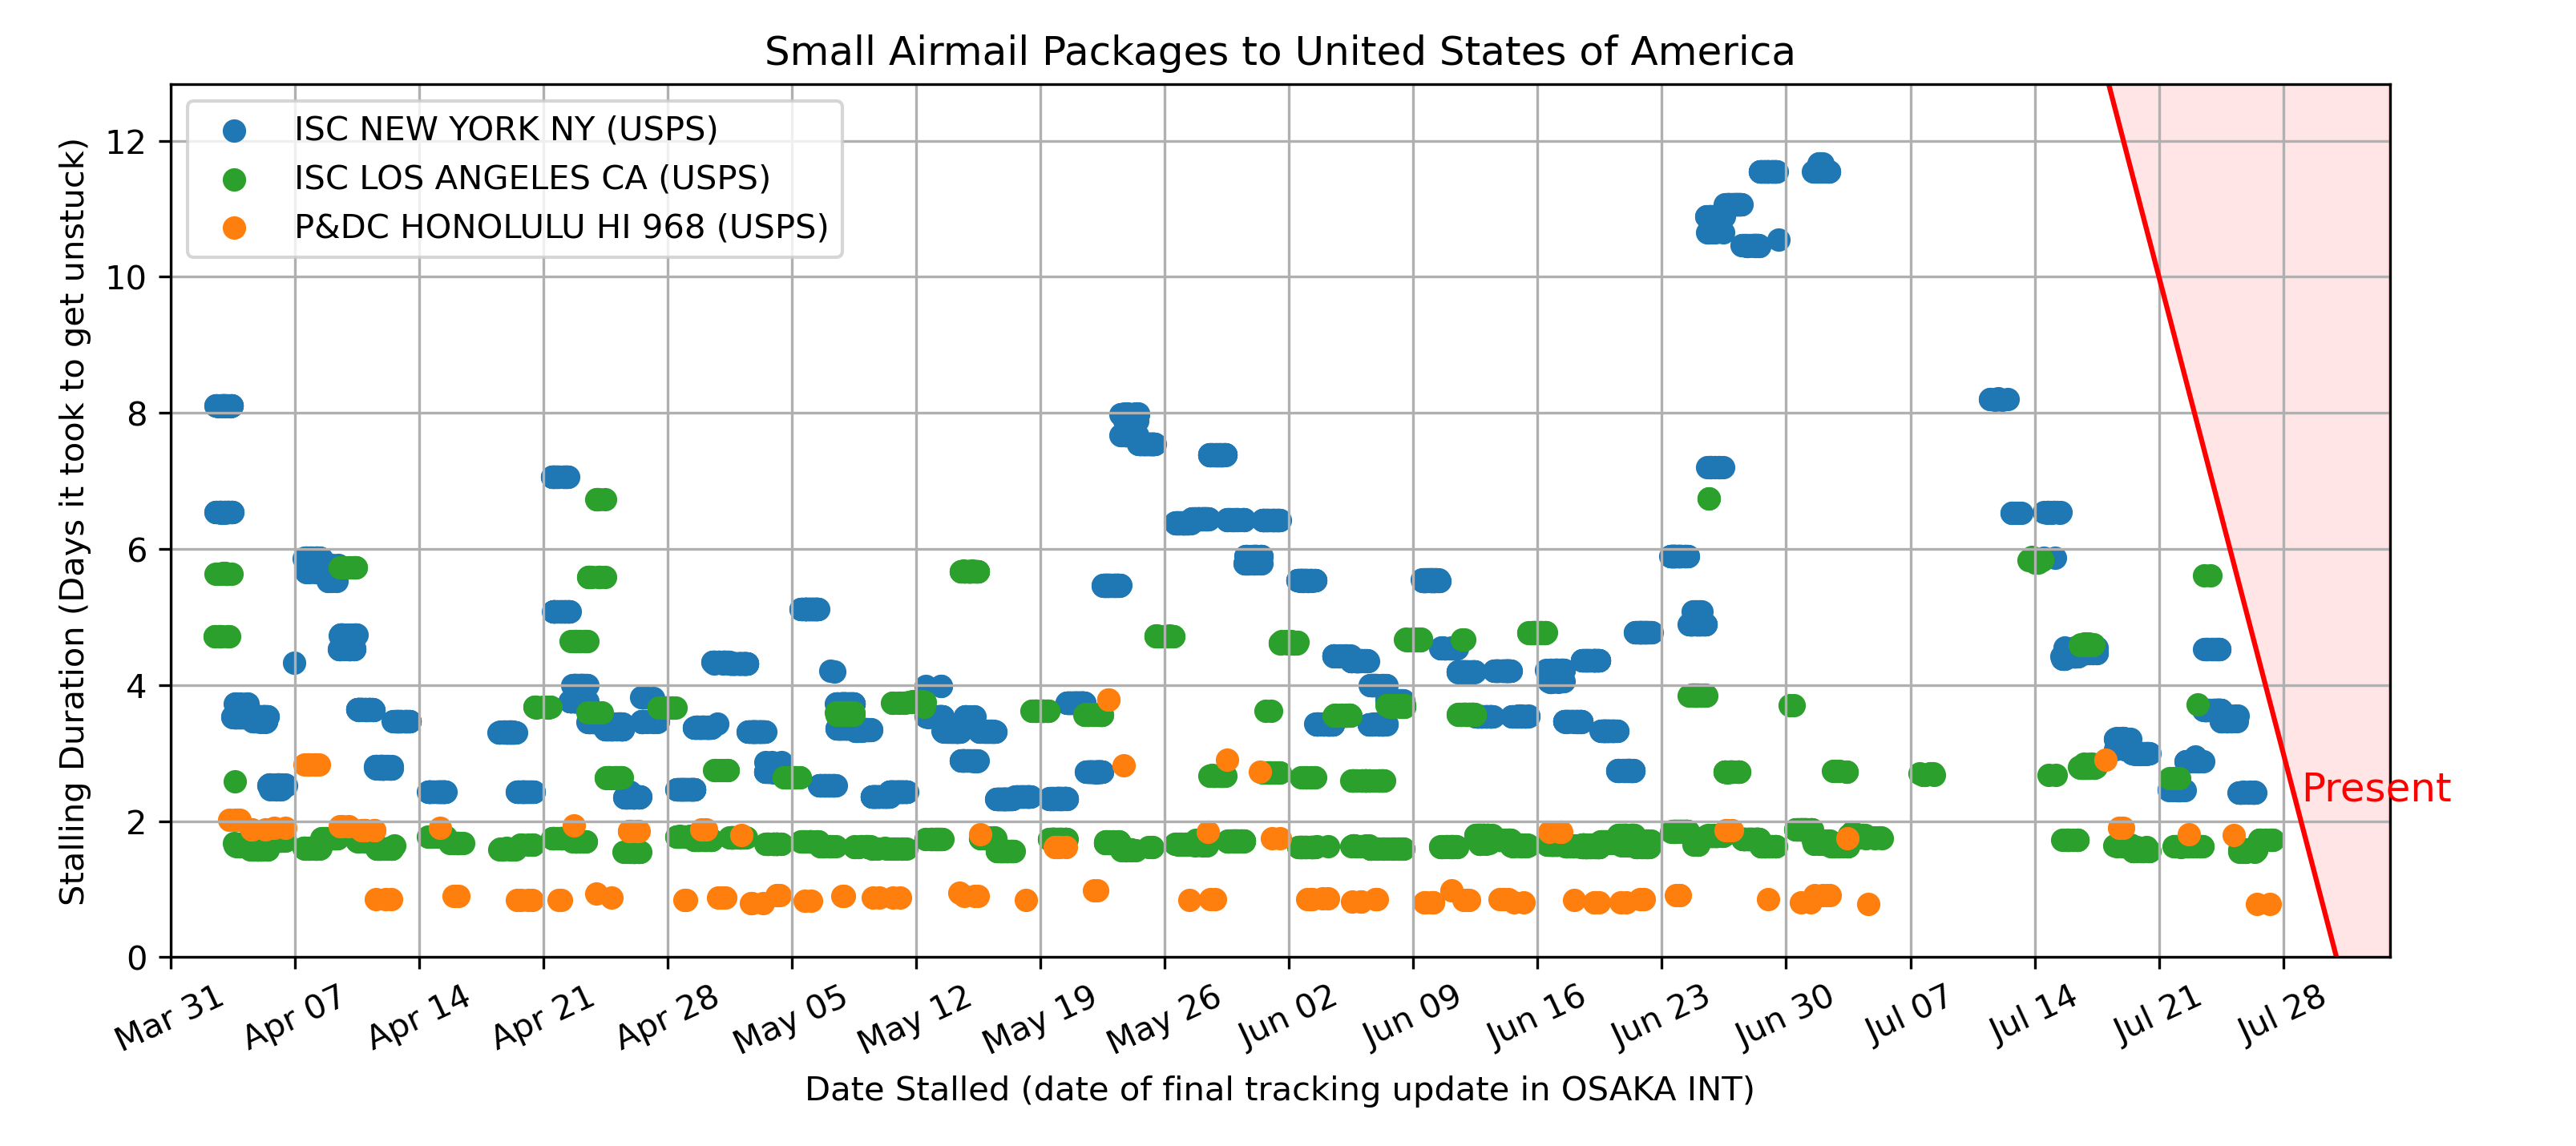 Small Airmail Packages to United States of America
ISC NEW YORK NY (USPS)
ISC LOS ANGELES CA (USPS)
P&DC HONOLULU HI 968 (USPS)
Stalling Duration (Days it took to get unstuck)
12
10
8
6
4
2
0
Present
Mar 31
Apr 07
Apr 14
Apr 21
Apr 28
May 05
May 12
May 19
May 26
Jun 02
Jun 09
Jun 16
Jun 23
Jun 30
Jul 07
Jul 14
Jul 21
Jul 28
Date Stalled (date of final tracking update in OSAKA INT)